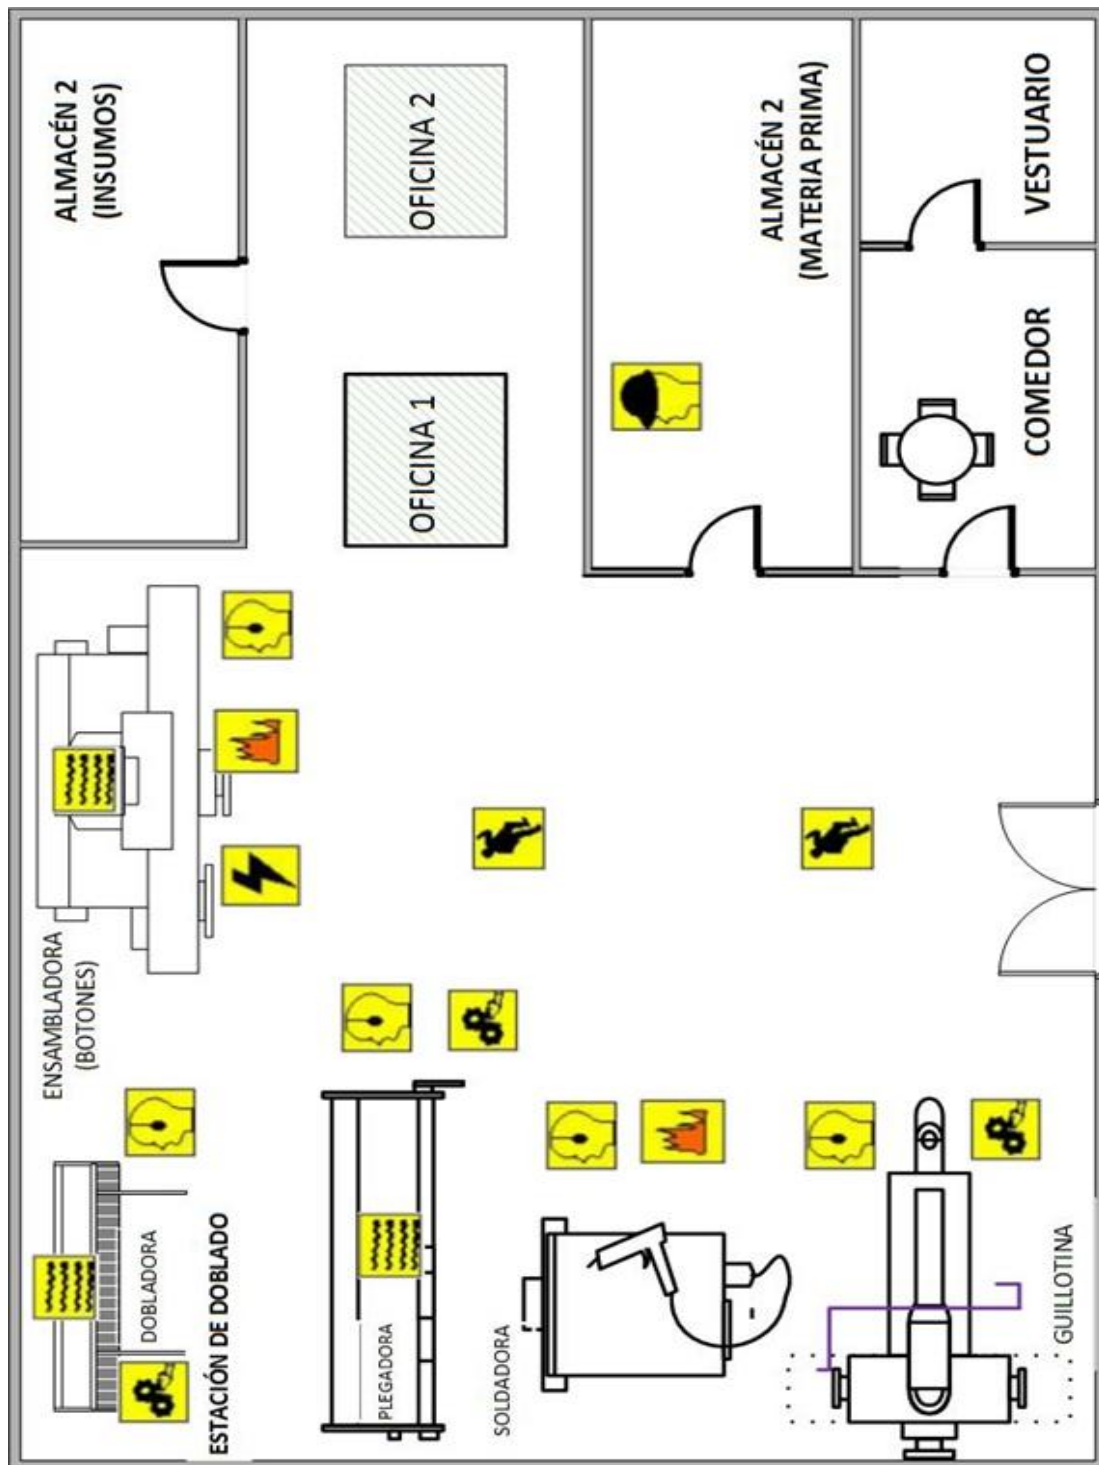 ALMACÉN 2
(INSUMOS)
OFICINA 2
ALMACÉN 2
(MATERIA PRIMA)
VESTUARIO
OFICINA 1
COMEDOR
ENSAMBLADORA
(BOTONES)
DOBLADORA
ESTACIÓN DE DOBLADO
PLEGADORA
SOLDADORA
GUILLOTINA